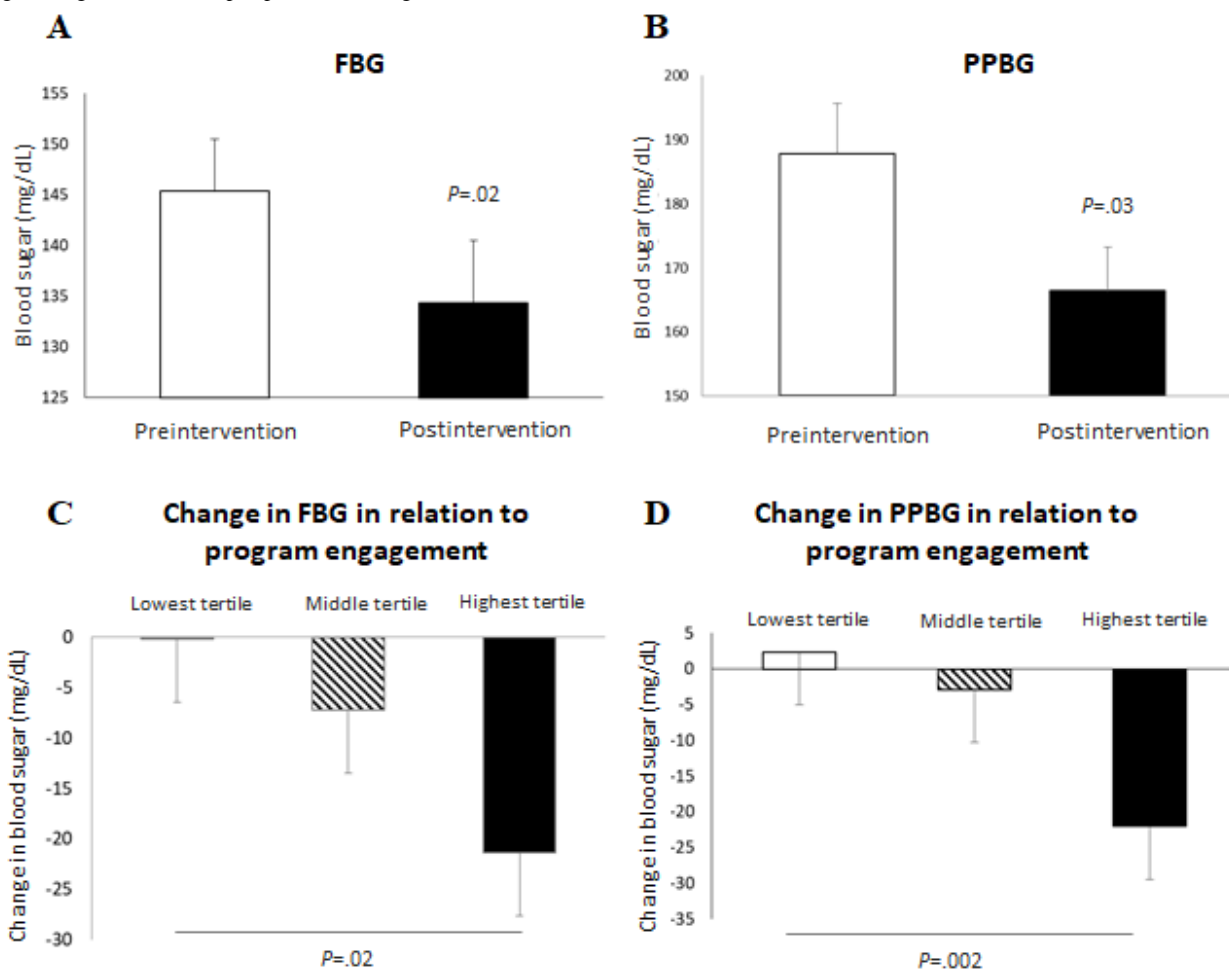 A
FBG
Blood sugar (mg/dL)
155
150
145
140
135
130
125
P=.02
Preintervention
Postintervention
B
PPBG
Blood sugar (mg/dL)
200
190
180
170
160
150
P=.03
Preintervention
Postintervention
C
Change in FBG in relation to
program engagement
Lowest tertile
Middle tertile
Highest tertile
Change in blood sugar (mg/dL)
0
-5
-10
-15
-20
-25
-30
P=.02
D
Change in PPBG in relation to
program engagement
Lowest tertile
Middle tertile
Highest tertile
Change in blood sugar (mg/dL)
5
0
-5
-10
-15
-20
-25
-30
-35
P=.002